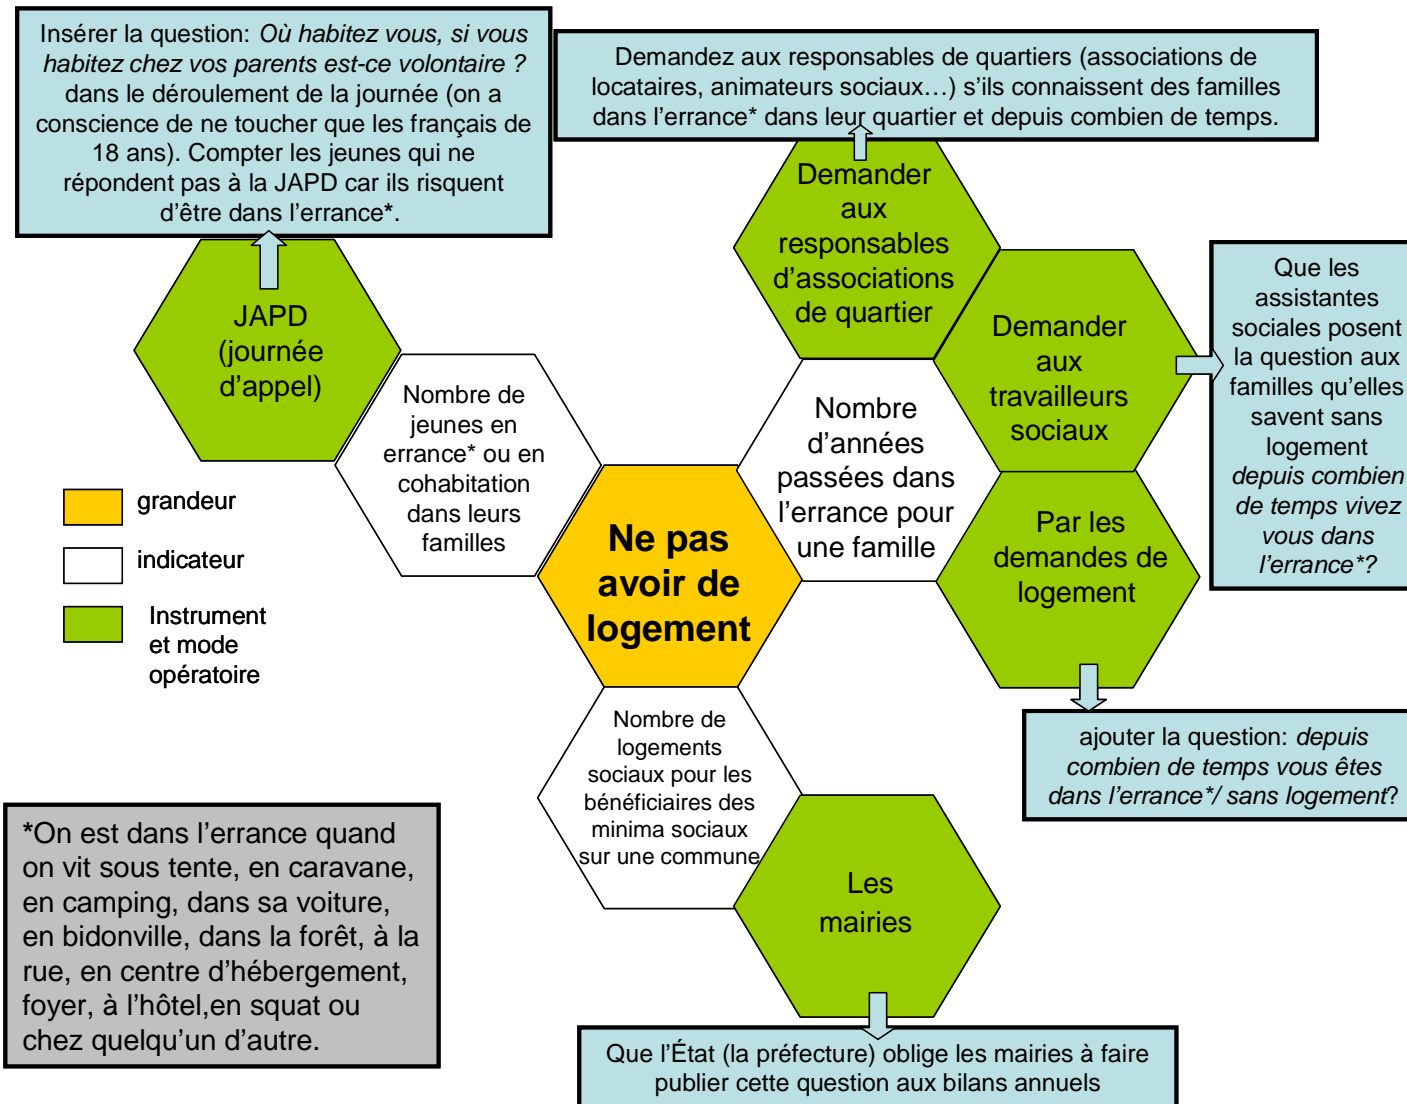 Insérer la question: Où habitez vous, si vous
habitez chez vos parents est-ce volontaire ?
dans le déroulement de la journée (on a
conscience de ne toucher que les français de
18 ans). Compter les jeunes qui ne
répondent pas à la JAPD car ils risquent
d’être dans l’errance*.
Demandez aux responsables de quartiers (associations de
locataires, animateurs sociaux…) s’ils connaissent des familles
dans l’errance* dans leur quartier et depuis combien de temps.
Demander
aux
responsables
d’associations
de quartier
JAPD
(journée
d’appel)
Demander
aux
travailleurs
sociaux
Que les
assistantes
sociales posent
la question aux
familles qu’elles
savent sans
logement
depuis combien
de temps vivez
vous dans
l’errance*?
Nombre de
jeunes en
errance* ou en
cohabitation
dans leurs
familles
Nombre
d’années
passées dans
l’errance pour
une famille
grandeur
indicateur
Instrument
et mode
opératoire
Ne pas
avoir de
logement
Par les
demandes de
logement
ajouter la question: depuis
combien de temps vous êtes
dans l’errance*/ sans logement?
Nombre de
logements
sociaux pour les
bénéficiaires des
minima sociaux
sur une commune
Les
mairies
*On est dans l’errance quand
on vit sous tente, en caravane,
en camping, dans sa voiture,
en bidonville, dans la forêt, à la
rue, en centre d’hébergement,
foyer, à l’hôtel,en squat ou
chez quelqu’un d’autre.
Que l’État (la préfecture) oblige les mairies à faire
publier cette question aux bilans annuels